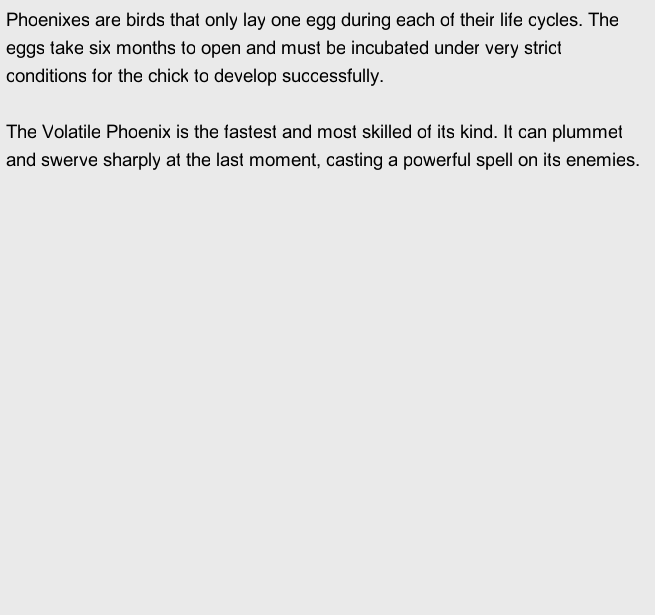 Phoenixes are birds that only lay one egg during each of their life cycles. The
eggs take six months to open and must be incubated under very strict
conditions for the chick to develop successfully.
The Volatile Phoenix is the fastest and most skilled of its kind. It can plummet
and swerve sharply at the last moment, casting a powerful spell on its enemies.